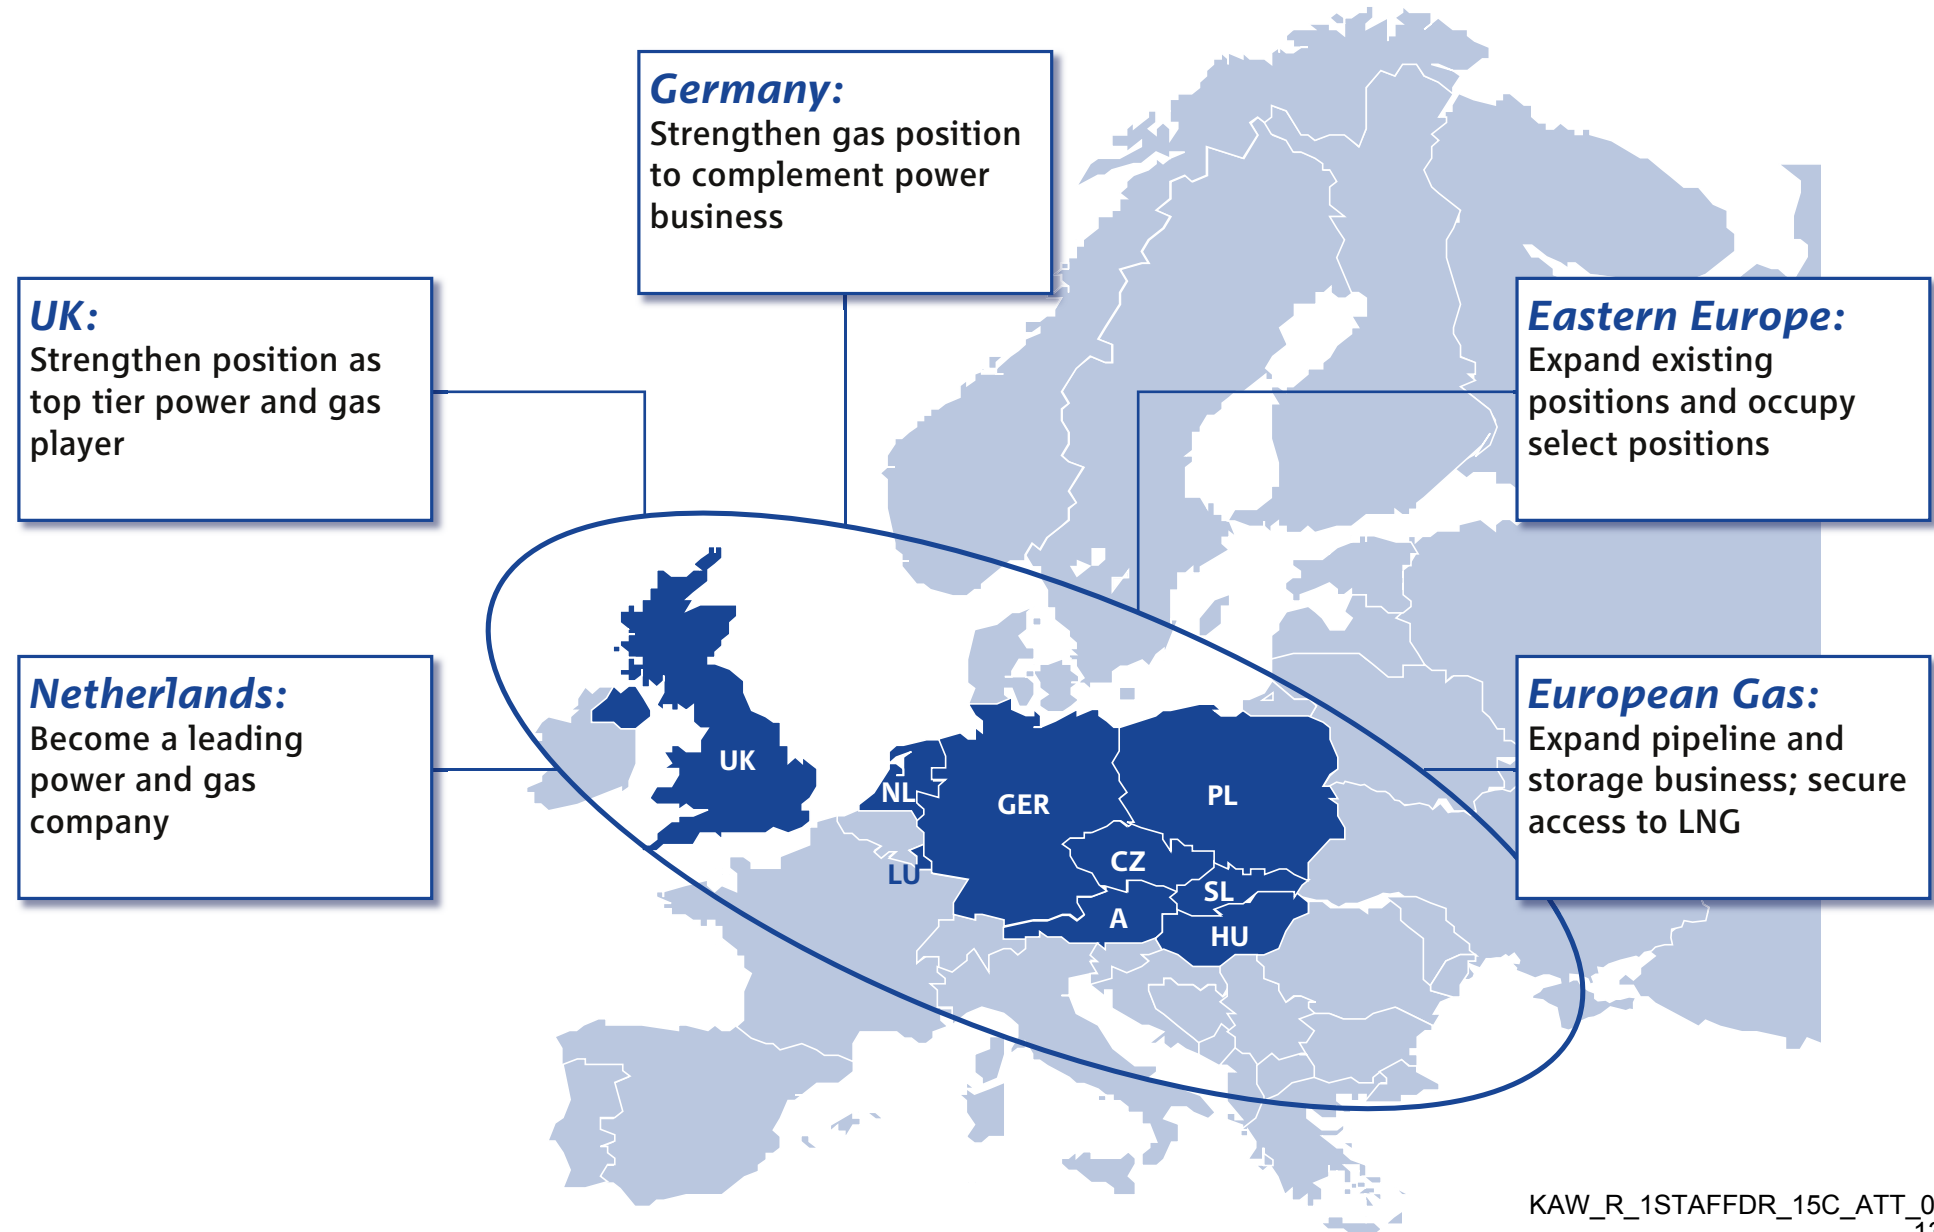 Germany:
Strengthen gas position
to complement power
business
UK:
Strengthen position as
top tier power and gas
player
Eastern Europe:
Expand existing
positions and occupy
select positions
Netherlands:
Become a leading
power and gas
company
European Gas:
Expand pipeline and
storage business; secure
access to LNG
UK
NL
GER
PL
CZ
LU
SL
A
HU
KAW_R_1STAFFDR_15C_ATT_0